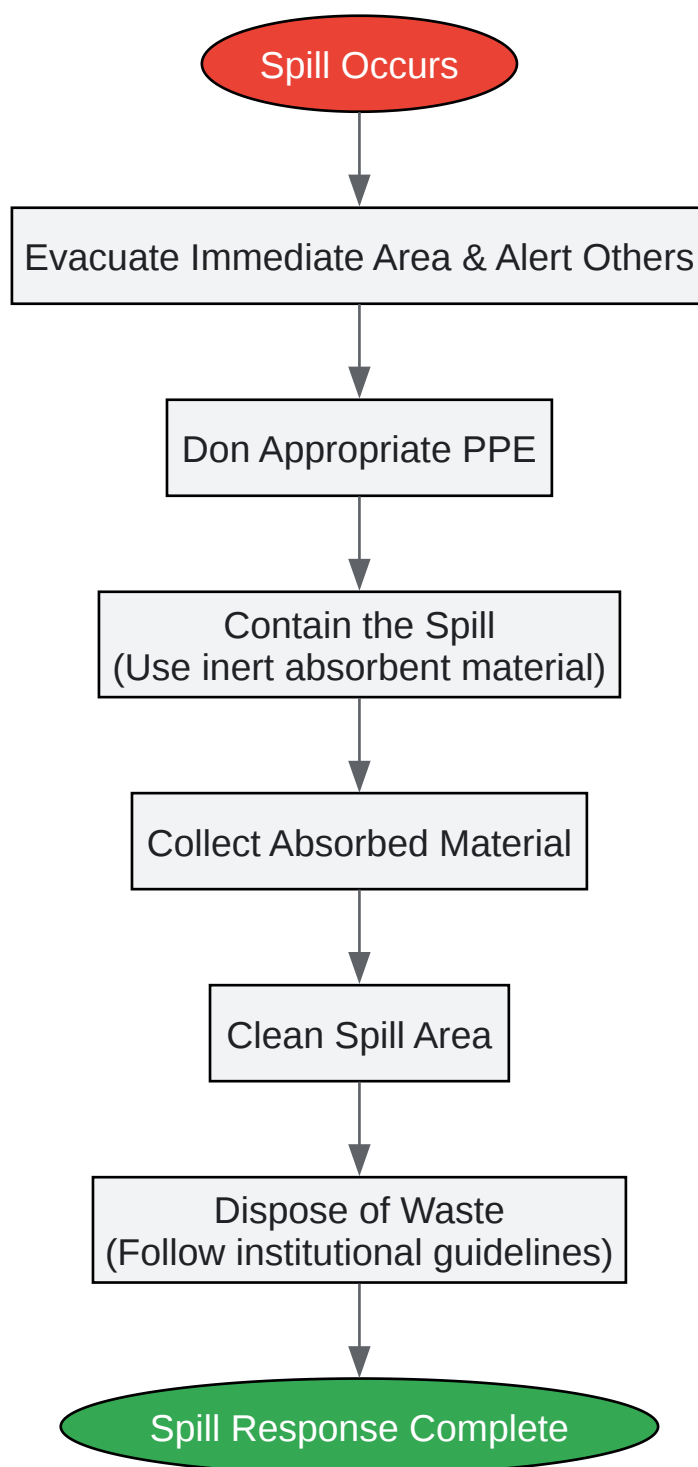 Spill Occurs
Evacuate Immediate Area & Alert Others
Don Appropriate PPE
Contain the Spill
(Use inert absorbent material)
Collect Absorbed Material
Clean Spill Area
Dispose of Waste
(Follow institutional guidelines)
Spill Response Complete